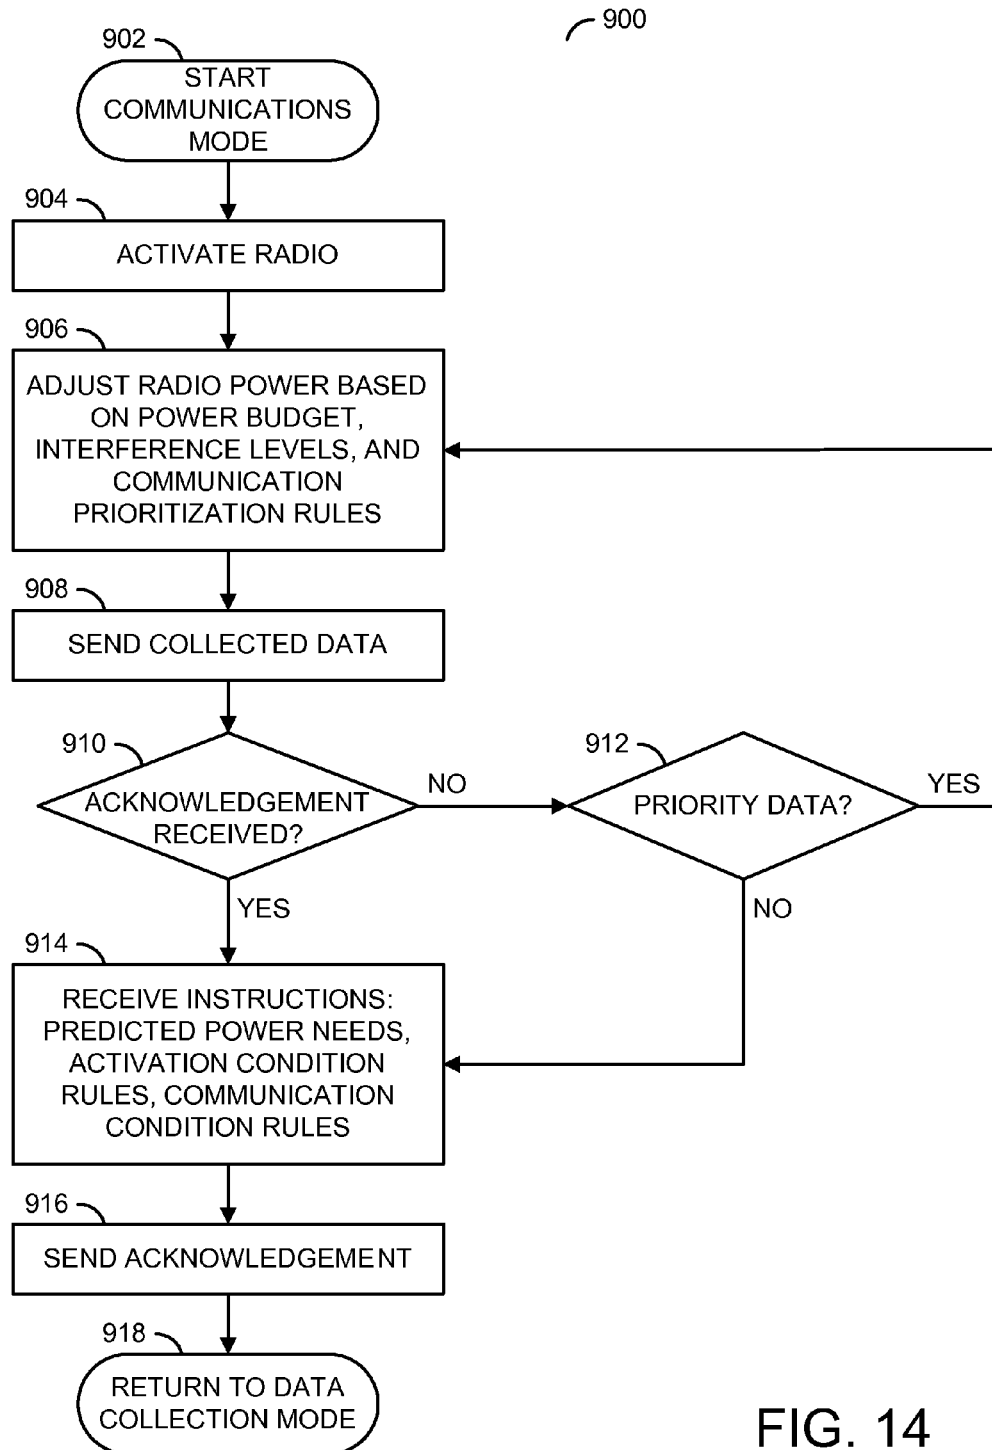 900
902
START
COMMUNICATIONS
MODE
904
ACTIVATE RADIO
906
ADJUST RADIO POWER BASED
ON POWER BUDGET,
INTERFERENCE LEVELS, AND
COMMUNICATION
PRIORITIZATION RULES
908
SEND COLLECTED DATA
910
ACKNOWLEDGEMENT
RECEIVED?
NO
912
PRIORITY DATA?
YES
YES
NO
914
RECEIVE INSTRUCTIONS:
PREDICTED POWER NEEDS,
ACTIVATION CONDITION
RULES, COMMUNICATION
CONDITION RULES
916
SEND ACKNOWLEDGEMENT
918
RETURN TO DATA
COLLECTION MODE
FIG. 14